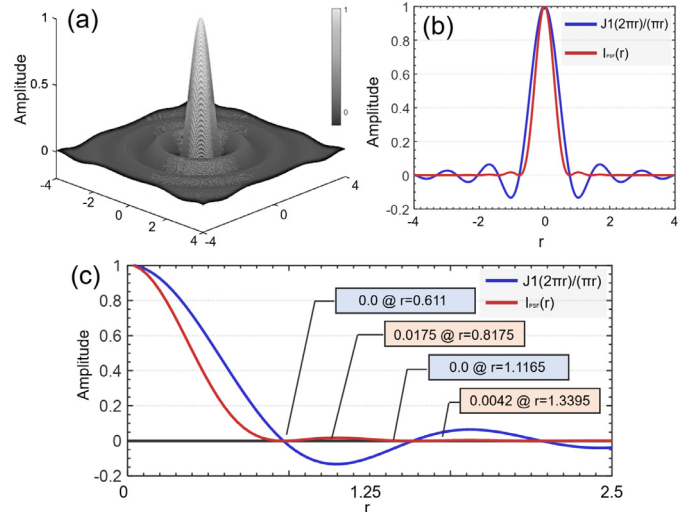 (a)
1
0
1
0.5
0
Amplitude
-4
-2
0
2
4
-4
0
4
(b)
J1(2πr)/(πr)
I_PSF(r)
1
0.8
0.6
0.4
0.2
0
-0.2
Amplitude
-4
-2
0
2
4
r
(c)
J1(2πr)/(πr)
I_PSF(r)
1
0.8
0.6
0.4
0.2
0
-0.2
Amplitude
0.0 @ r=0.611
0.0175 @ r=0.8175
0.0 @ r=1.1165
0.0042 @ r=1.3395
0
1.25
2.5
r